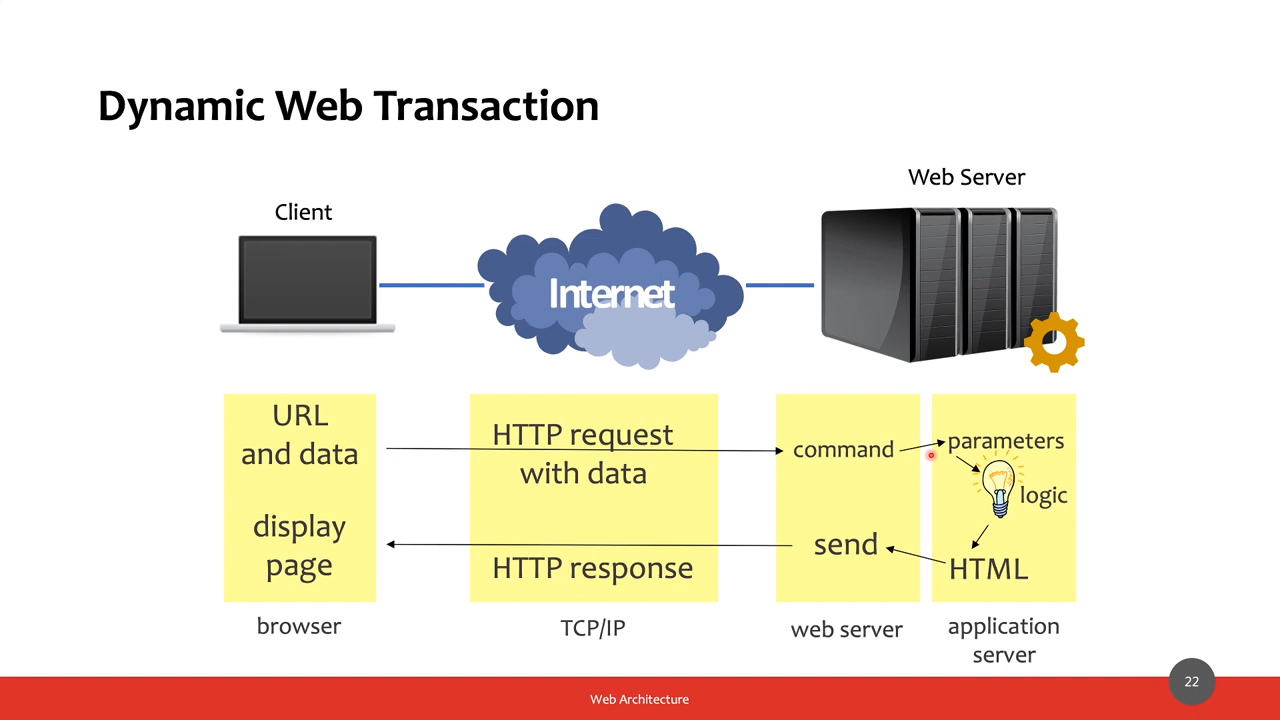 Dynamic Web Transaction
Client
Internet
Web Server
URL
and data
display
page
browser
HTTP request
with data
HTTP response
TCP/IP
command
send
web server
parameters
logic
HTML
application
server
Web Architecture
22